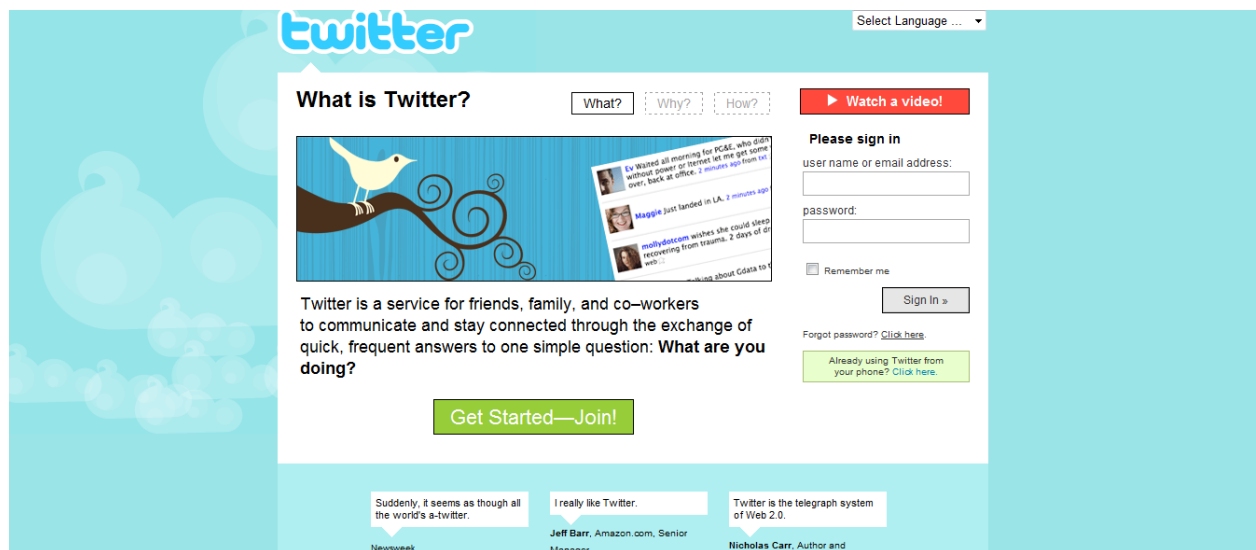 twitter
Select Language ...
What is Twitter?
What?
Why?
How?
Watch a video!
Ev Waited all morning for PG&E, who didn
without power or Iternet let me get some
over, back at office. 2 minutes ago from txt
Maggie Just landed in LA. 2 minutes ago
mollydotcom wishes she could sleep
recovering from trauma. 2 days of dr
web
lking about Gdata to t
Twitter is a service for friends, family, and co–workers
to communicate and stay connected through the exchange of
quick, frequent answers to one simple question: What are you
doing?
Get Started—Join!
Please sign in
user name or email address:
password:
Remember me
Sign In »
Forgot password? Click here.
Already using Twitter from
your phone? Click here.
Suddenly, it seems as though all
the world's a-twitter.
Newsweek
I really like Twitter.
Jeff Barr, Amazon.com, Senior
Manager
Twitter is the telegraph system
of Web 2.0.
Nicholas Carr, Author and